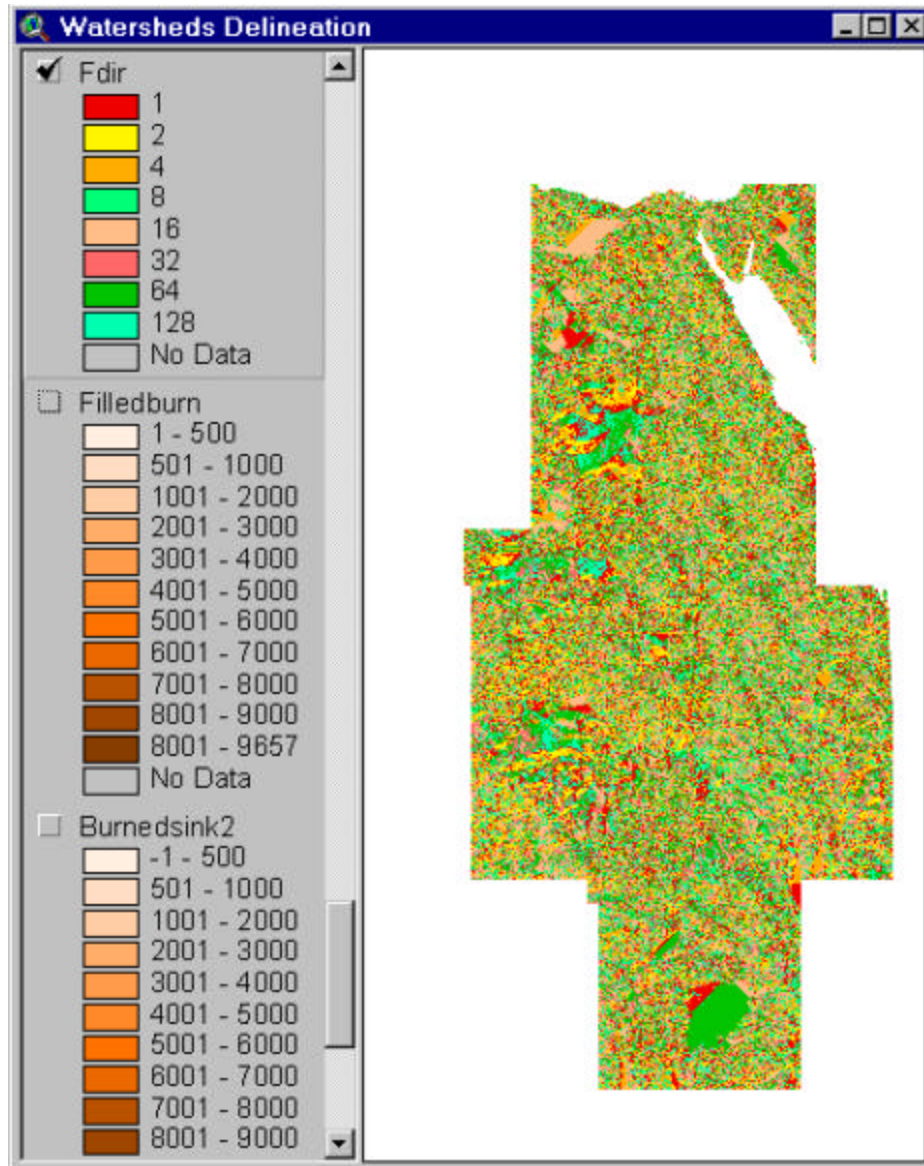 Watersheds Delineation
Fdir
1
2
4
8
16
32
64
128
No Data
Filledburn
1 - 500
501 - 1000
1001 - 2000
2001 - 3000
3001 - 4000
4001 - 5000
5001 - 6000
6001 - 7000
7001 - 8000
8001 - 9000
8001 - 9657
No Data
Burnedsink2
-1 - 500
501 - 1000
1001 - 2000
2001 - 3000
3001 - 4000
4001 - 5000
5001 - 6000
6001 - 7000
7001 - 8000
8001 - 9000